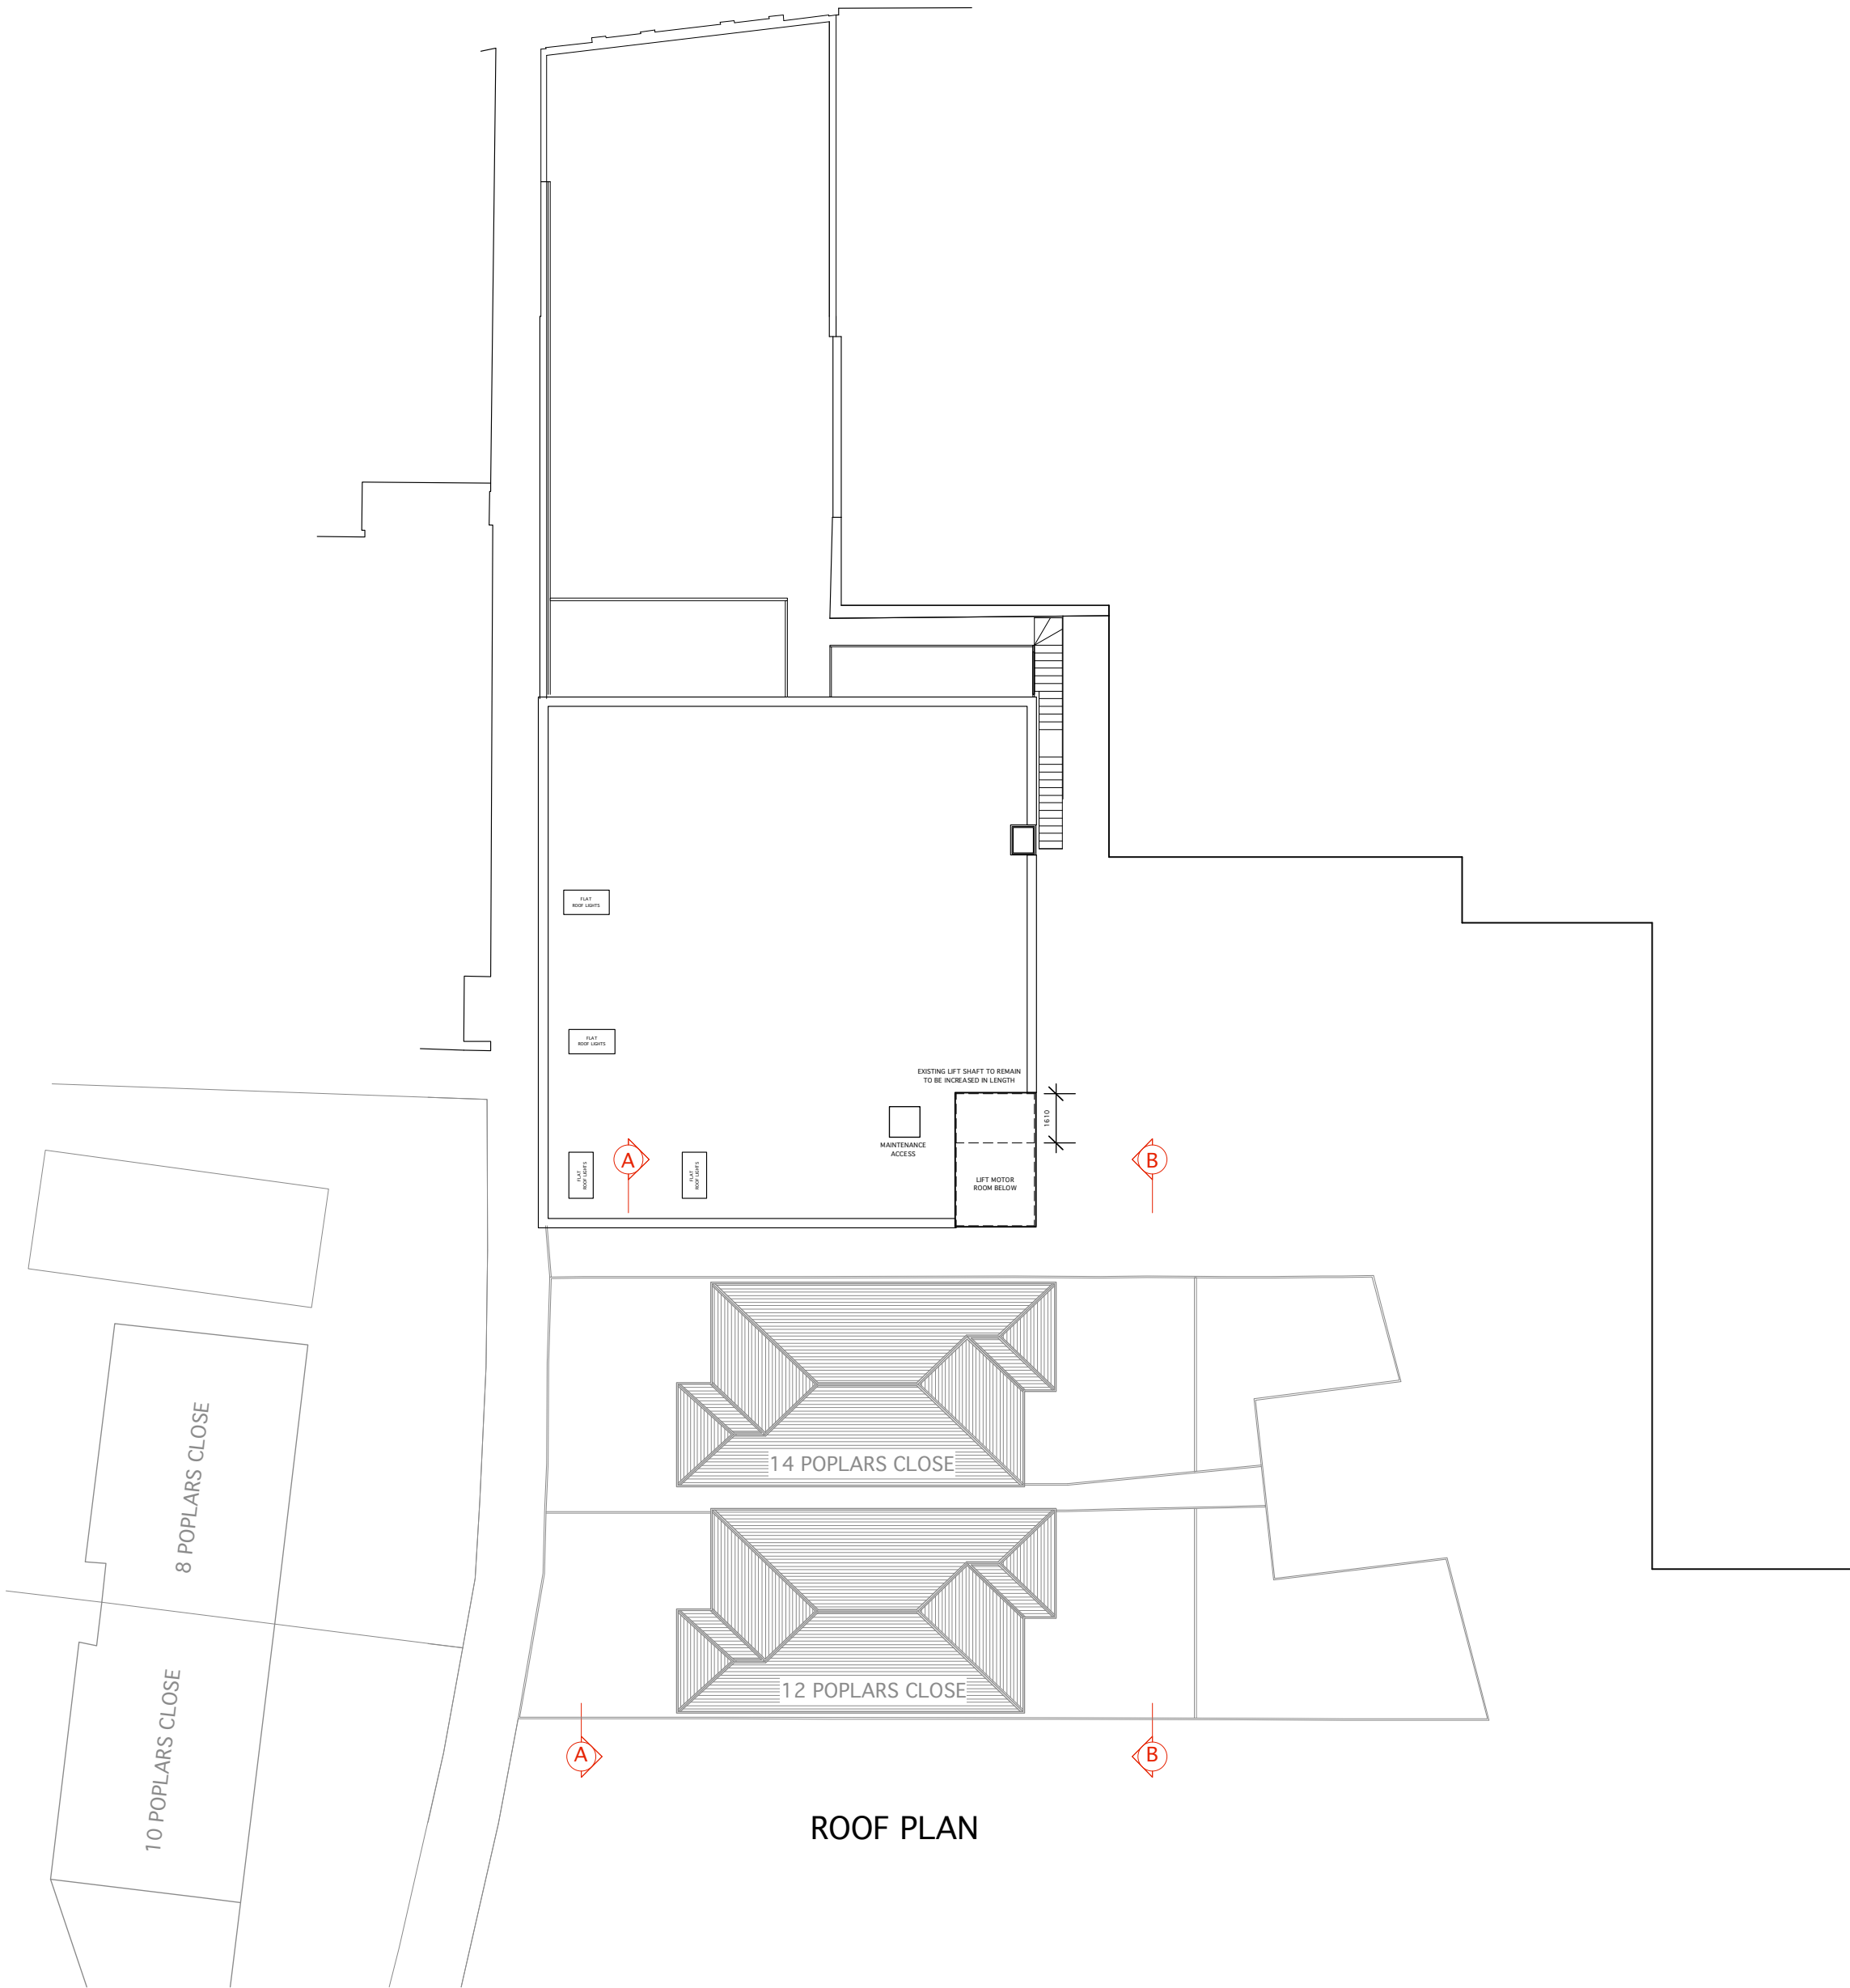 FLAT
ROOF LIGHTS
FLAT
ROOF LIGHTS
EXISTING LIFT SHAFT TO REMAIN
TO BE INCREASED IN LENGTH
1610
MAINTENANCE
ACCESS
A
B
FLAT
ROOF LIGHTS
FLAT
ROOF LIGHTS
LIFT MOTOR
ROOM BELOW
8 POPLARS CLOSE
14 POPLARS CLOSE
10 POPLARS CLOSE
12 POPLARS CLOSE
A
B
ROOF PLAN